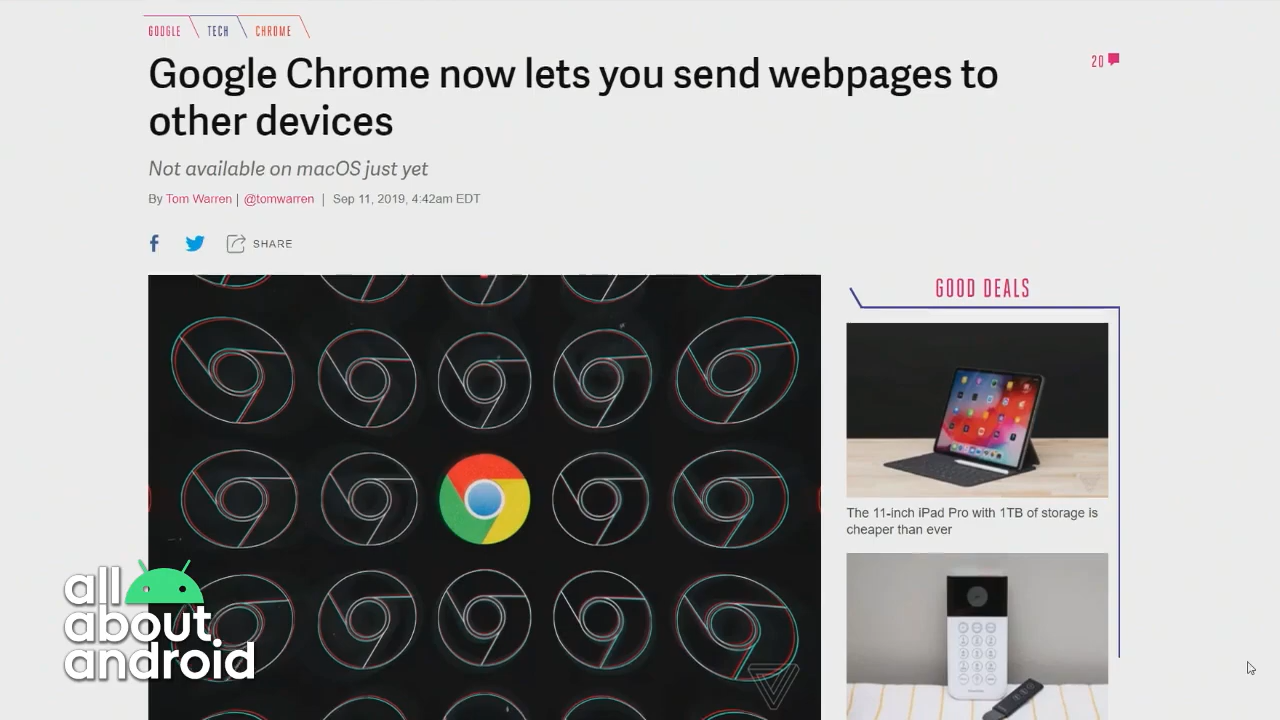 GOOGLE
TECH
CHROME
Google Chrome now lets you send webpages to
other devices
20
Not available on macOS just yet
By Tom Warren | @tomwarren | Sep 11, 2019, 4:42am EDT
SHARE
GOOD DEALS
The 11-inch iPad Pro with 1TB of storage is
cheaper than ever
all
about
android